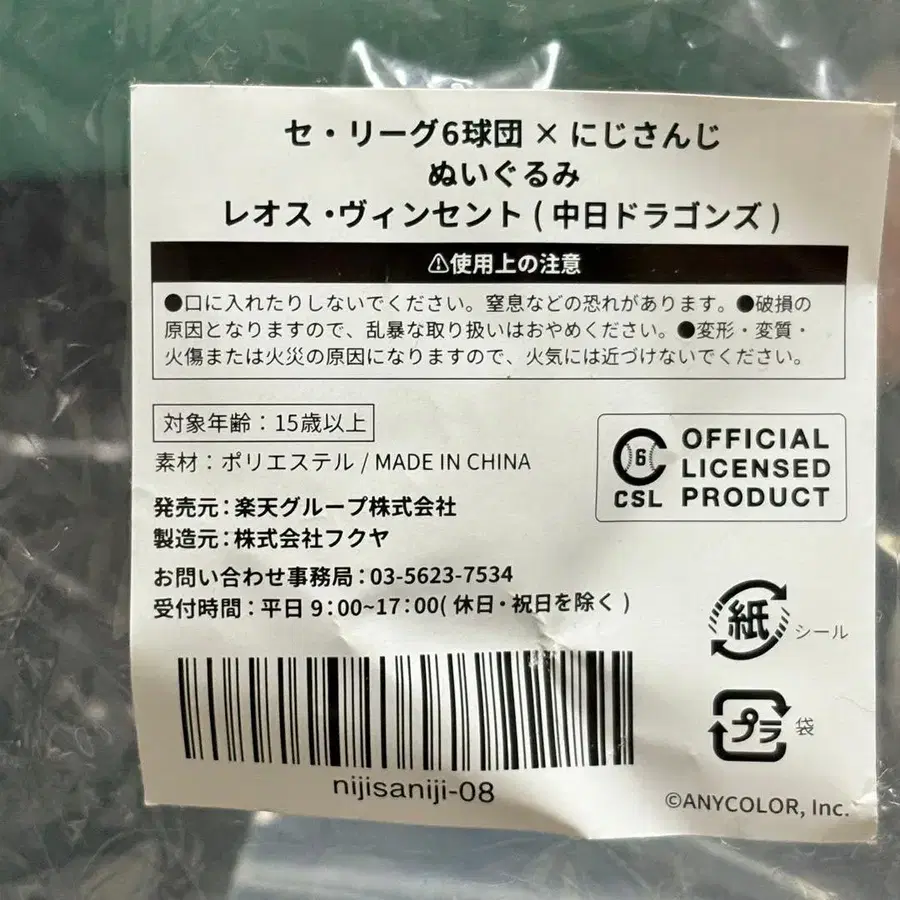 セ・リーグ6球団 × にじさんじ
ぬいぐるみ
レオス・ヴィンセント ( 中日ドラゴンズ )
⚠使用上の注意
●口に入れたりしないでください。窒息などの恐れがあります。●破損の
原因となりますので、乱暴な取り扱いはおやめください。●変形・変質・
火傷または火災の原因になりますので、火気には近づけないでください。
対象年齢：15歳以上
素材：ポリエステル / MADE IN CHINA
発売元：楽天グループ株式会社
製造元：株式会社フクヤ
お問い合わせ事務局：03-5623-7534
受付時間：平日 9：00~17：00( 休日・祝日を除く )
6
CSL
OFFICIAL
LICENSED
PRODUCT
紙 シール
プラ 袋
nijisaniji-08
©ANYCOLOR, Inc.